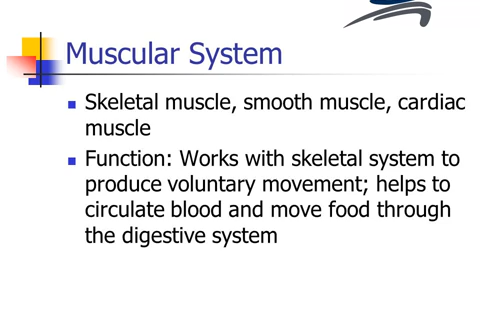 Muscular System
Skeletal muscle, smooth muscle, cardiac
muscle
Function: Works with skeletal system to
produce voluntary movement; helps to
circulate blood and move food through
the digestive system